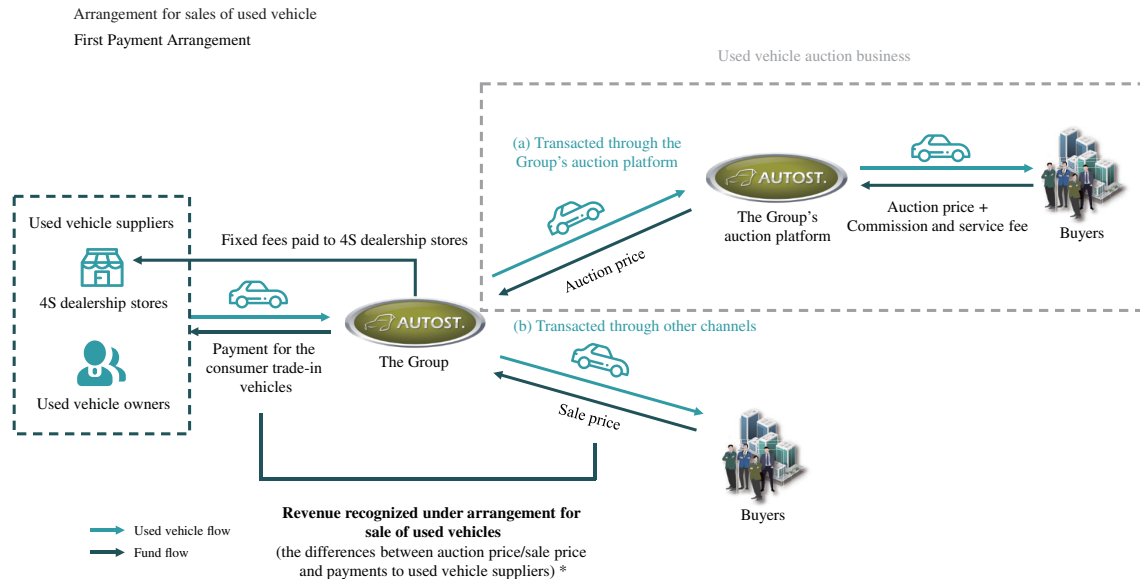 Arrangement for sales of used vehicle
First Payment Arrangement
Used vehicle auction business
(a) Transacted through the
Group's auction platform
AUTOST.
The Group's
auction platform
Auction price +
Commission and service fee
Buyers
Auction price
Used vehicle suppliers
4S dealership stores
Used vehicle owners
Fixed fees paid to 4S dealership stores
Payment for the
consumer trade-in
vehicles
AUTOST.
The Group
(b) Transacted through other channels
Sale price
Buyers
Revenue recognized under arrangement for
sale of used vehicles
(the differences between auction price/sale price
and payments to used vehicle suppliers) *
Used vehicle flow
Fund flow